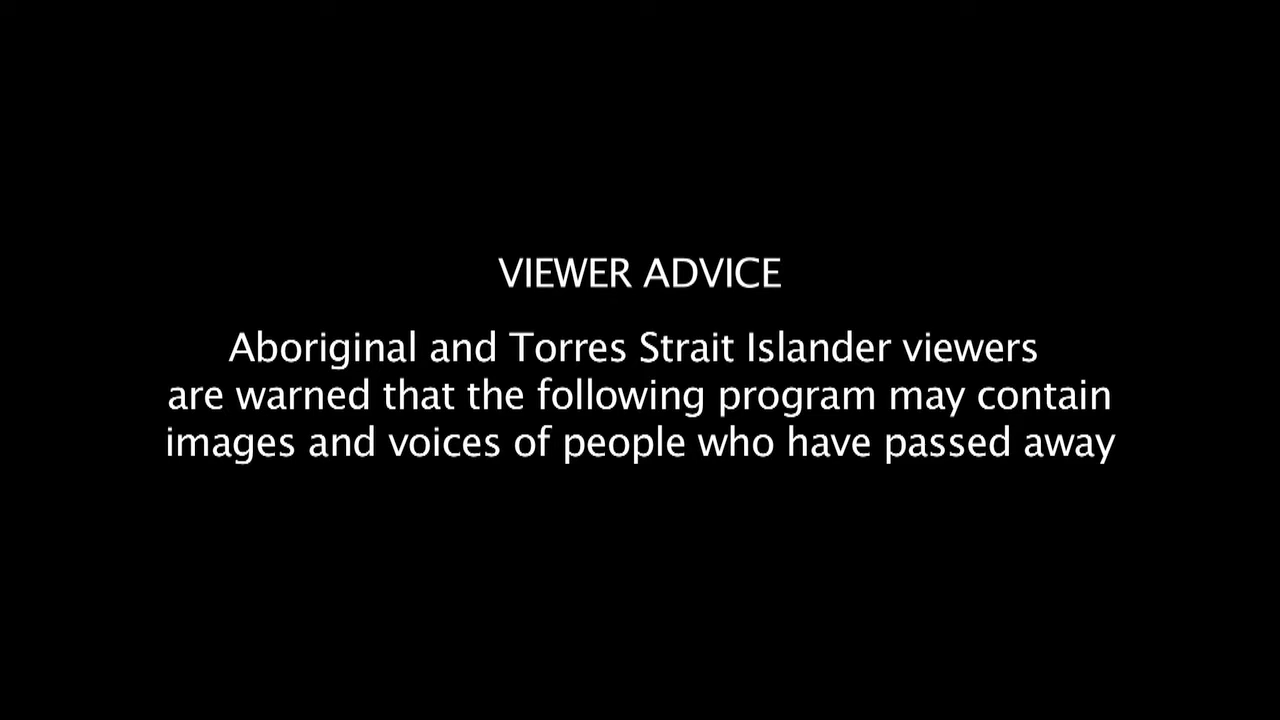 VIEWER ADVICE
Aboriginal and Torres Strait Islander viewers
are warned that the following program may contain
images and voices of people who have passed away